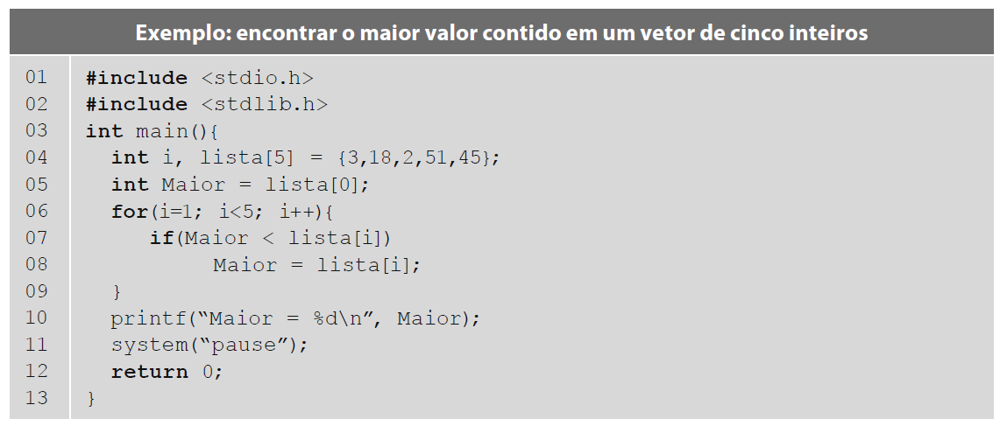 Exemplo: encontrar o maior valor contido em um vetor de cinco inteiros
01 #include <stdio.h>
02 #include <stdlib.h>
03 int main(){
04   int i, lista[5] = {3,18,2,51,45};
05   int Maior = lista[0];
06   for(i=1; i<5; i++){
07      if(Maior < lista[i])
08           Maior = lista[i];
09   }
10   printf(“Maior = %d\n”, Maior);
11   system(“pause”);
12   return 0;
13 }